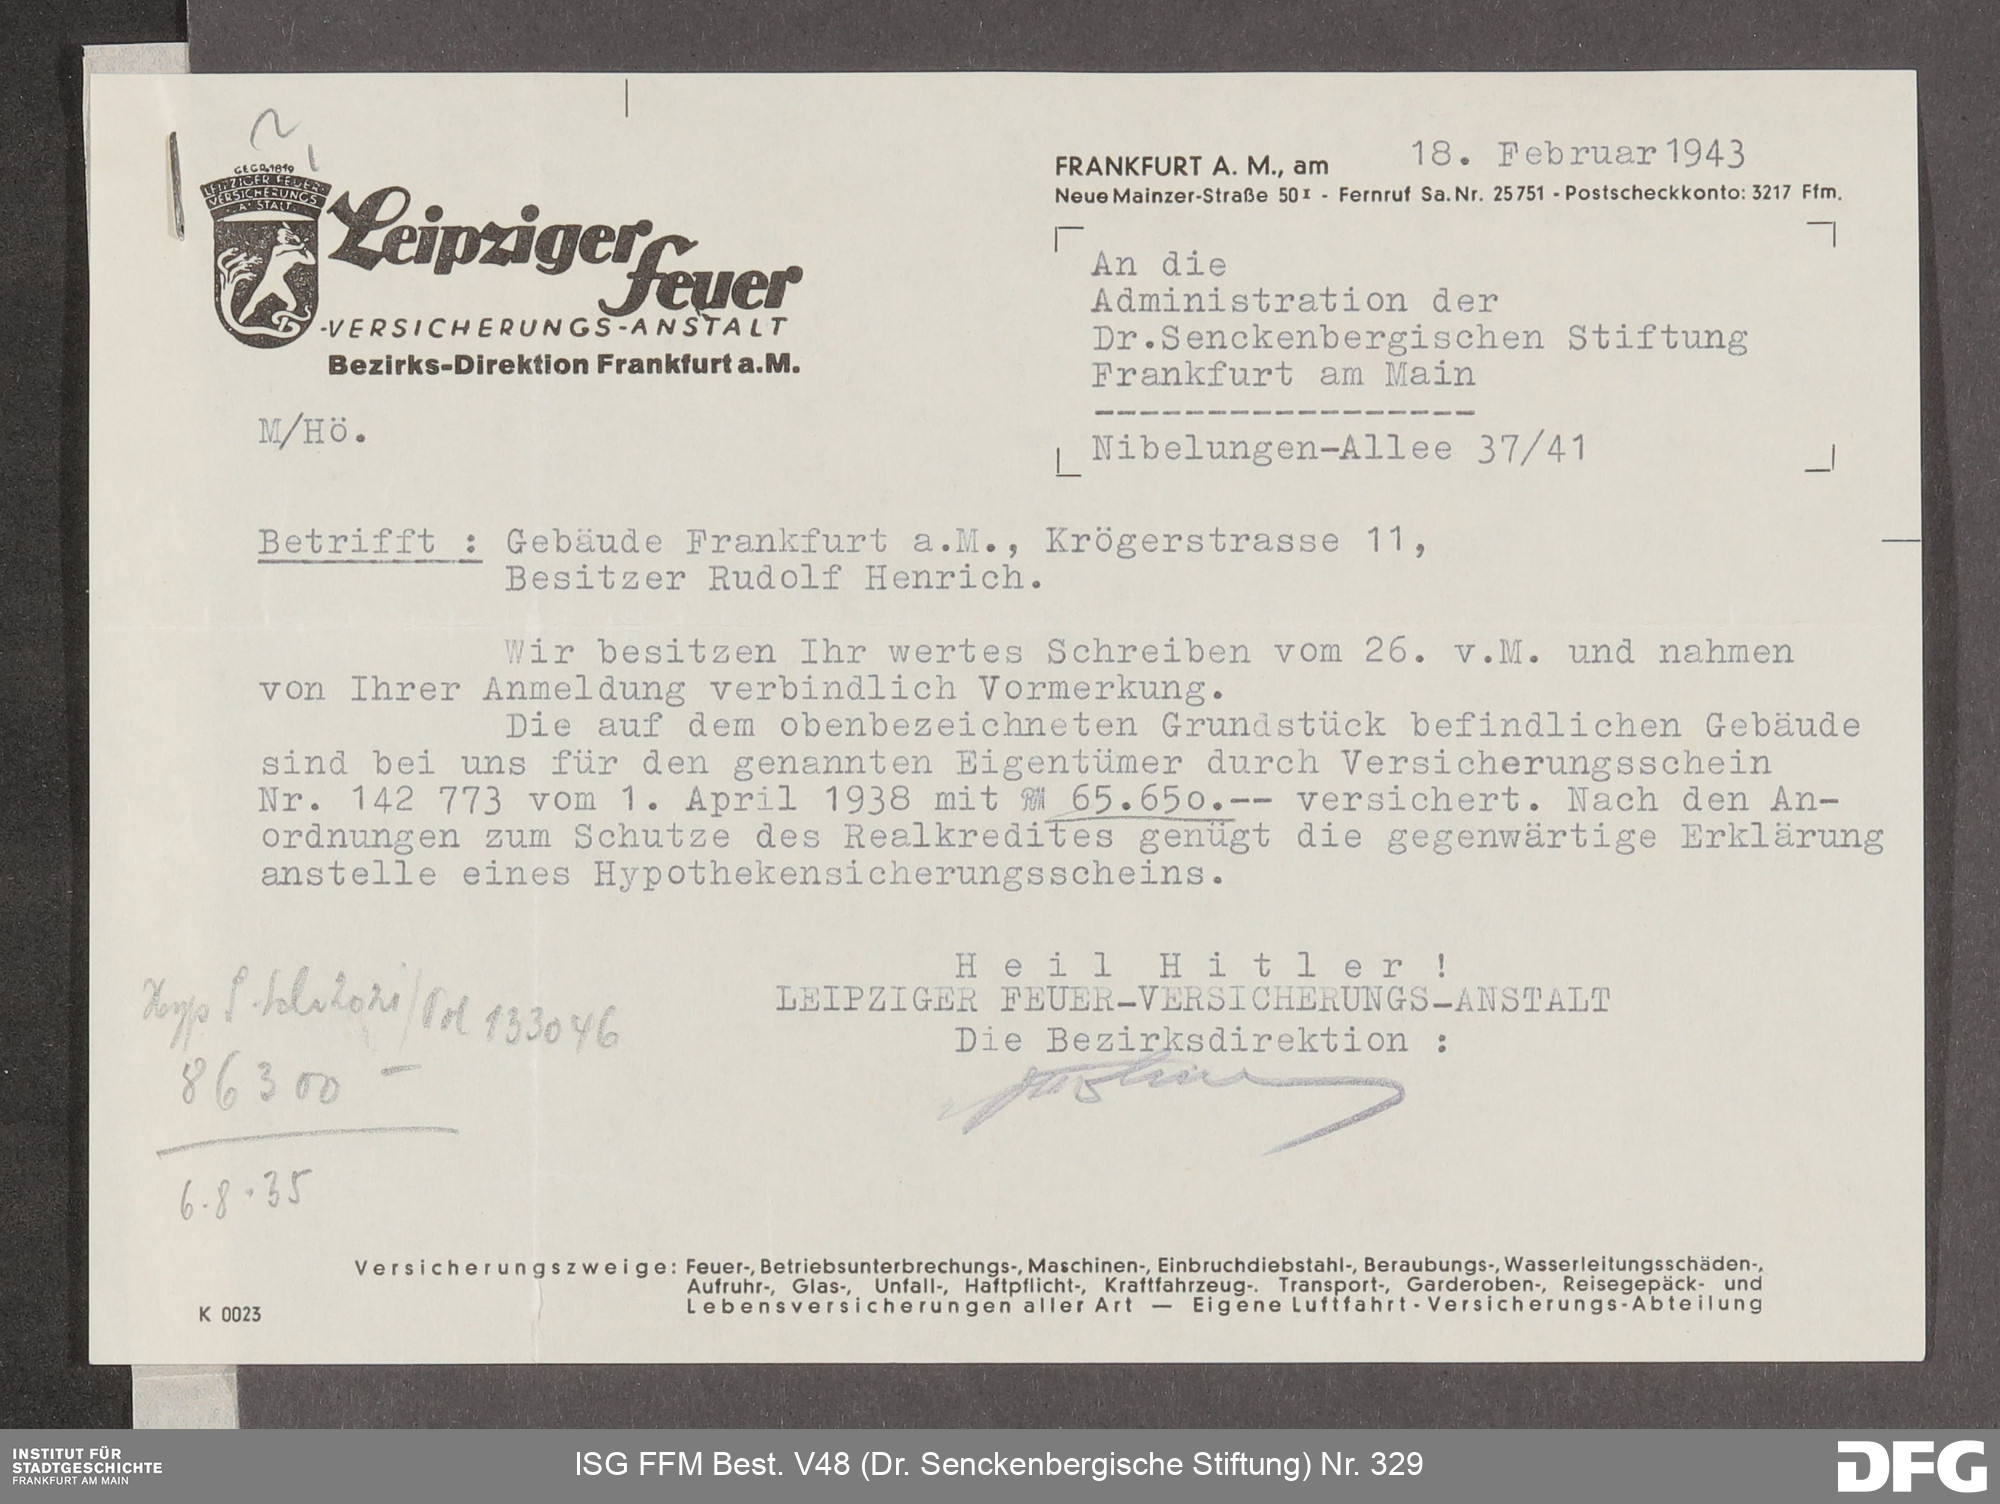 GEGR. 1819
LEIPZIGER FEUER-
VERSICHERUNGS
ANSTALT
Leipziger
Feuer
-VERSICHERUNGS-ANSTALT
Bezirks-Direktion Frankfurt a.M.
FRANKFURT A. M., am 18. Februar 1943
Neue Mainzer-Straße 50 I - Fernruf Sa. Nr. 25751 - Postscheckkonto: 3217 Ffm.
An die
Administration der
Dr.Senckenbergischen Stiftung
Frankfurt am Main
-----------------
Nibelungen-Allee 37/41
M/Hö.
Betrifft : Gebäude Frankfurt a.M., Krögerstrasse 11,
Besitzer Rudolf Henrich.
Wir besitzen Ihr wertes Schreiben vom 26. v.M. und nahmen
von Ihrer Anmeldung verbindlich Vormerkung.
Die auf dem obenbezeichneten Grundstück befindlichen Gebäude
sind bei uns für den genannten Eigentümer durch Versicherungsschein
Nr. 142 773 vom 1. April 1938 mit RM 65.650.-- versichert. Nach den An-
ordnungen zum Schutze des Realkredites genügt die gegenwärtige Erklärung
anstelle eines Hypothekensicherungsscheins.
H e i l  H i t l e r !
LEIPZIGER FEUER-VERSICHERUNGS-ANSTALT
Die Bezirksdirektion :
Hyp 133046
86300 -
6.8.35
Versicherungszweige: Feuer-, Betriebsunterbrechungs-, Maschinen-, Einbruchdiebstahl-, Beraubungs-, Wasserleitungsschäden-,
Aufruhr-, Glas-, Unfall-, Haftpflicht-, Kraftfahrzeug-. Transport-, Garderoben-, Reisegepäck- und
Lebensversicherungen aller Art — Eigene Luftfahrt-Versicherungs-Abteilung
K 0023
INSTITUT FÜR
STADTGESCHICHTE
FRANKFURT AM MAIN
ISG FFM Best. V48 (Dr. Senckenbergische Stiftung) Nr. 329
DFG